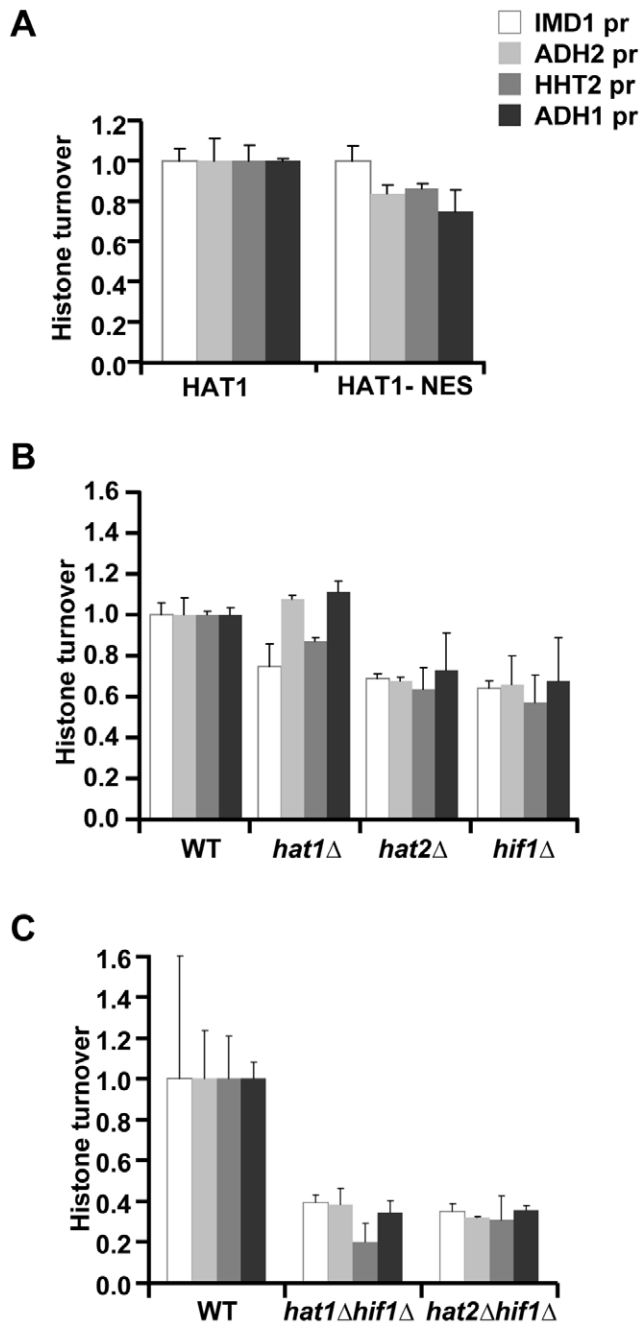 A
IMD1 pr
ADH2 pr
HHT2 pr
ADH1 pr
Histone turnover
1.2
1.0
0.8
0.6
0.4
0.2
0.0
HAT1 HAT1- NES
B
Histone turnover
1.6
1.4
1.2
1.0
0.8
0.6
0.4
0.2
0.0
WT hat1Δ hat2Δ hif1Δ
C
Histone turnover
1.6
1.4
1.2
1.0
0.8
0.6
0.4
0.2
0.0
WT hat1Δhif1Δ hat2Δhif1Δ